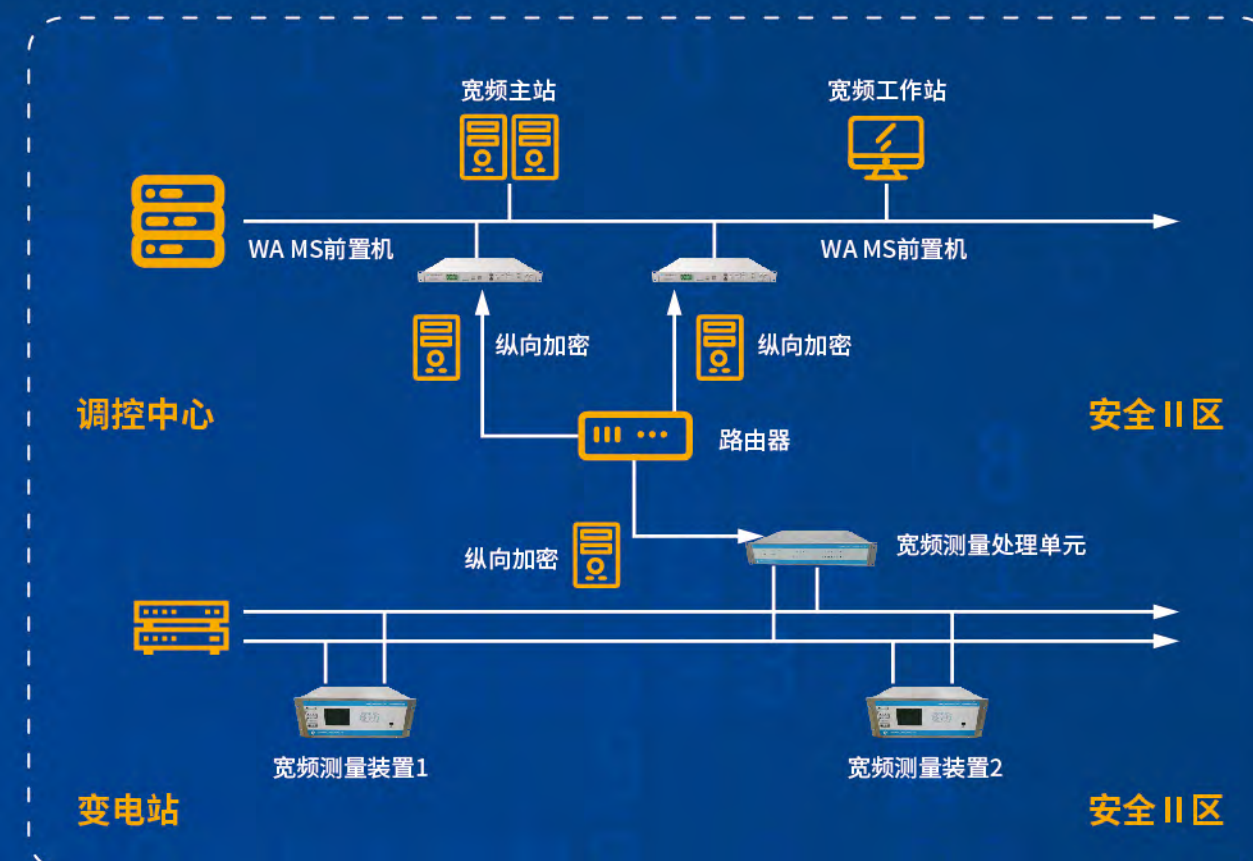 宽频主站
宽频工作站
WA MS前置机
WA MS前置机
纵向加密
纵向加密
调控中心
安全II区
路由器
纵向加密
宽频测量处理单元
宽频测量装置1
宽频测量装置2
变电站
安全II区